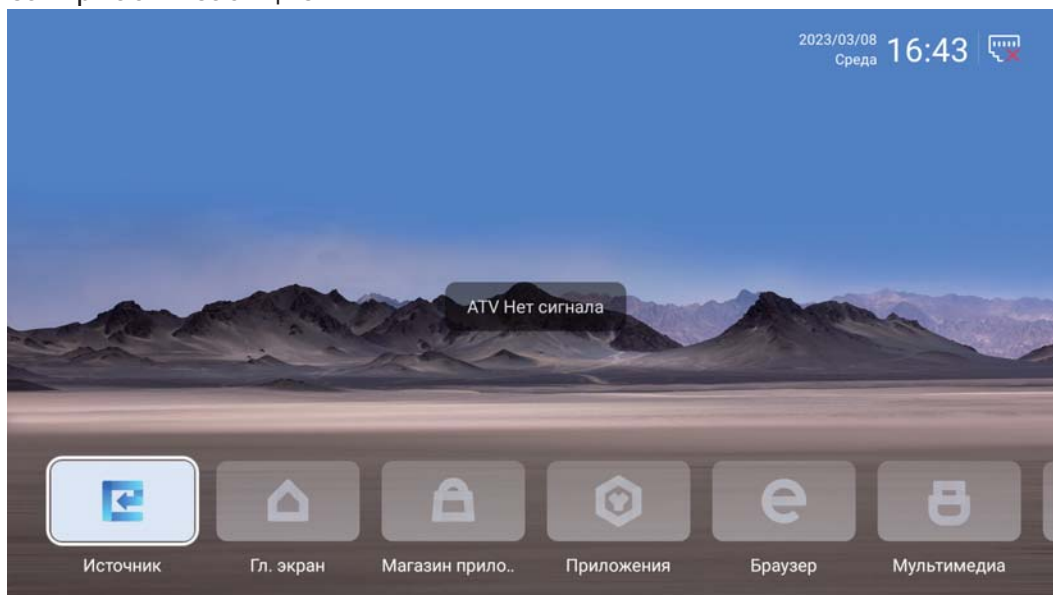 2023/03/08
Среда
16:43
ATV Нет сигнала
Источник
Гл. экран
Магазин прило..
Приложения
Браузер
Мультимедиа